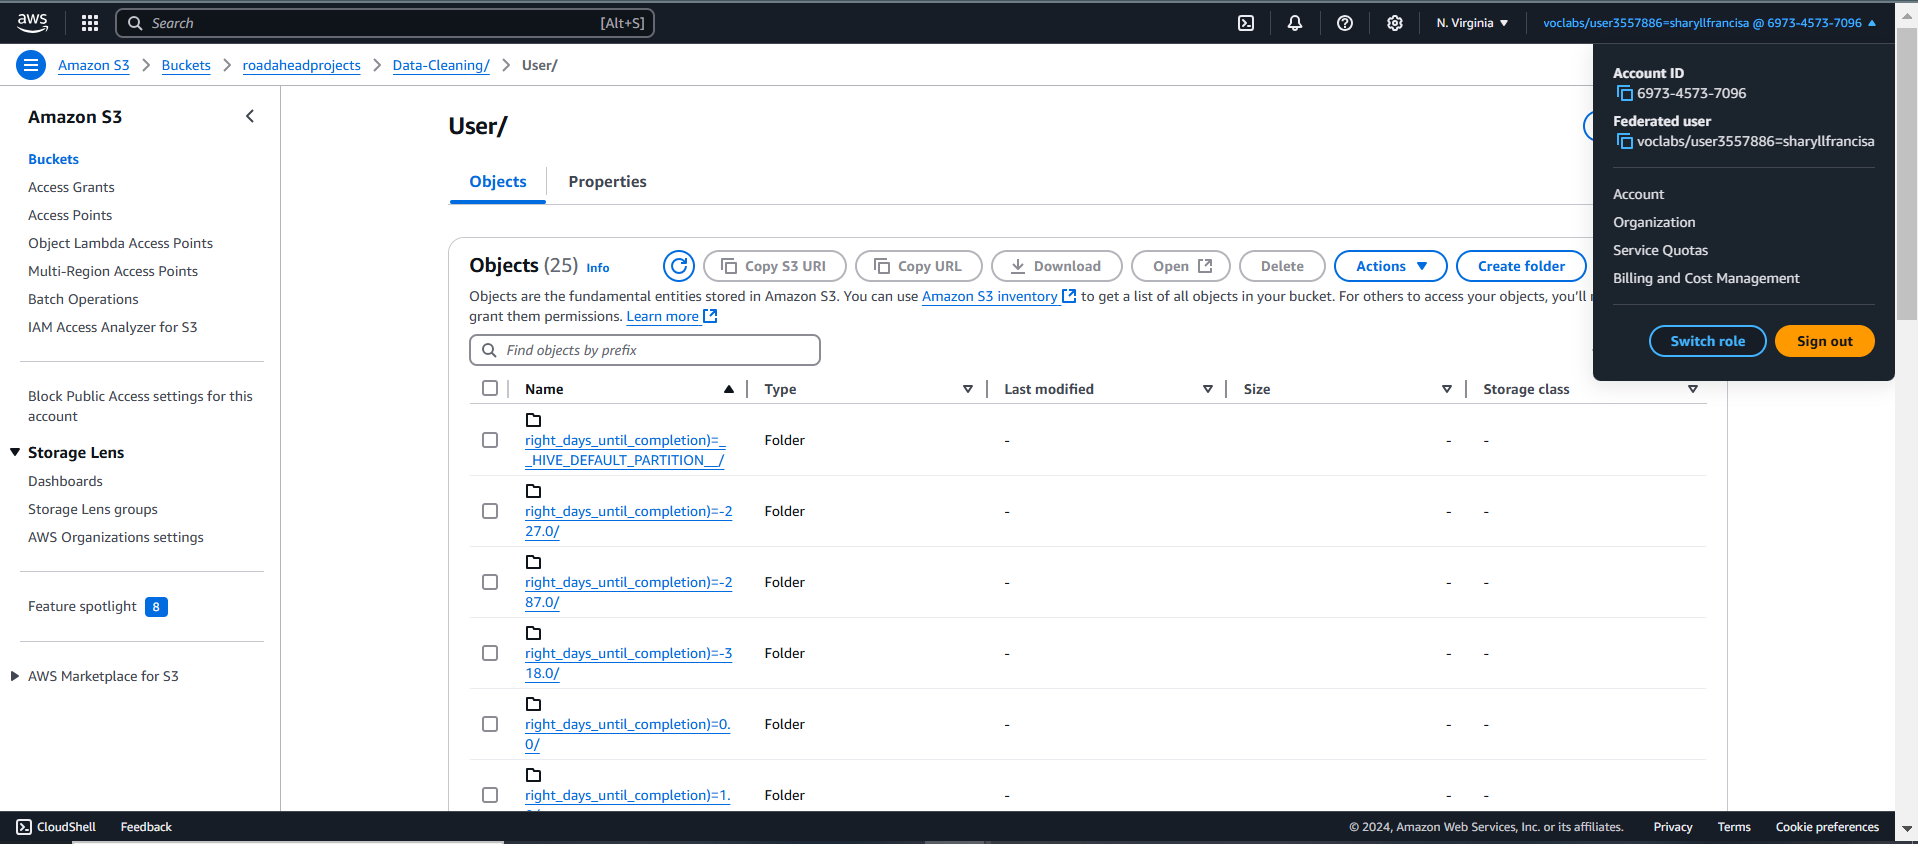 aws
Search
[Alt+S]
N. Virginia
voclabs/user3557886=sharyllfrancisa @ 6973-4573-7096
Amazon S3
Buckets
roadaheadprojects
Data-Cleaning/
User/
Account ID
6973-4573-7096
Federated user
voclabs/user3557886=sharyllfrancisa
Account
Organization
Service Quotas
Billing and Cost Management
Switch role
Sign out
Amazon S3
Buckets
Access Grants
Access Points
Object Lambda Access Points
Multi-Region Access Points
Batch Operations
IAM Access Analyzer for S3
Block Public Access settings for this
account
Storage Lens
Dashboards
Storage Lens groups
AWS Organizations settings
Feature spotlight 8
AWS Marketplace for S3
User/
Objects
Properties
Objects (25) Info
Copy S3 URI
Copy URL
Download
Open
Delete
Actions
Create folder
Objects are the fundamental entities stored in Amazon S3. You can use Amazon S3 inventory to get a list of all objects in your bucket. For others to access your objects, you'll
grant them permissions. Learn more
Find objects by prefix
Name
Type
Last modified
Size
Storage class
right_days_until_completion)=_
_HIVE_DEFAULT_PARTITION__/
Folder - - -
right_days_until_completion)=-2
27.0/
Folder - - -
right_days_until_completion)=-2
87.0/
Folder - - -
right_days_until_completion)=-3
18.0/
Folder - - -
right_days_until_completion)=0.
0/
Folder - - -
right_days_until_completion)=1.
Folder - - -
CloudShell
Feedback
© 2024, Amazon Web Services, Inc. or its affiliates.
Privacy
Terms
Cookie preferences